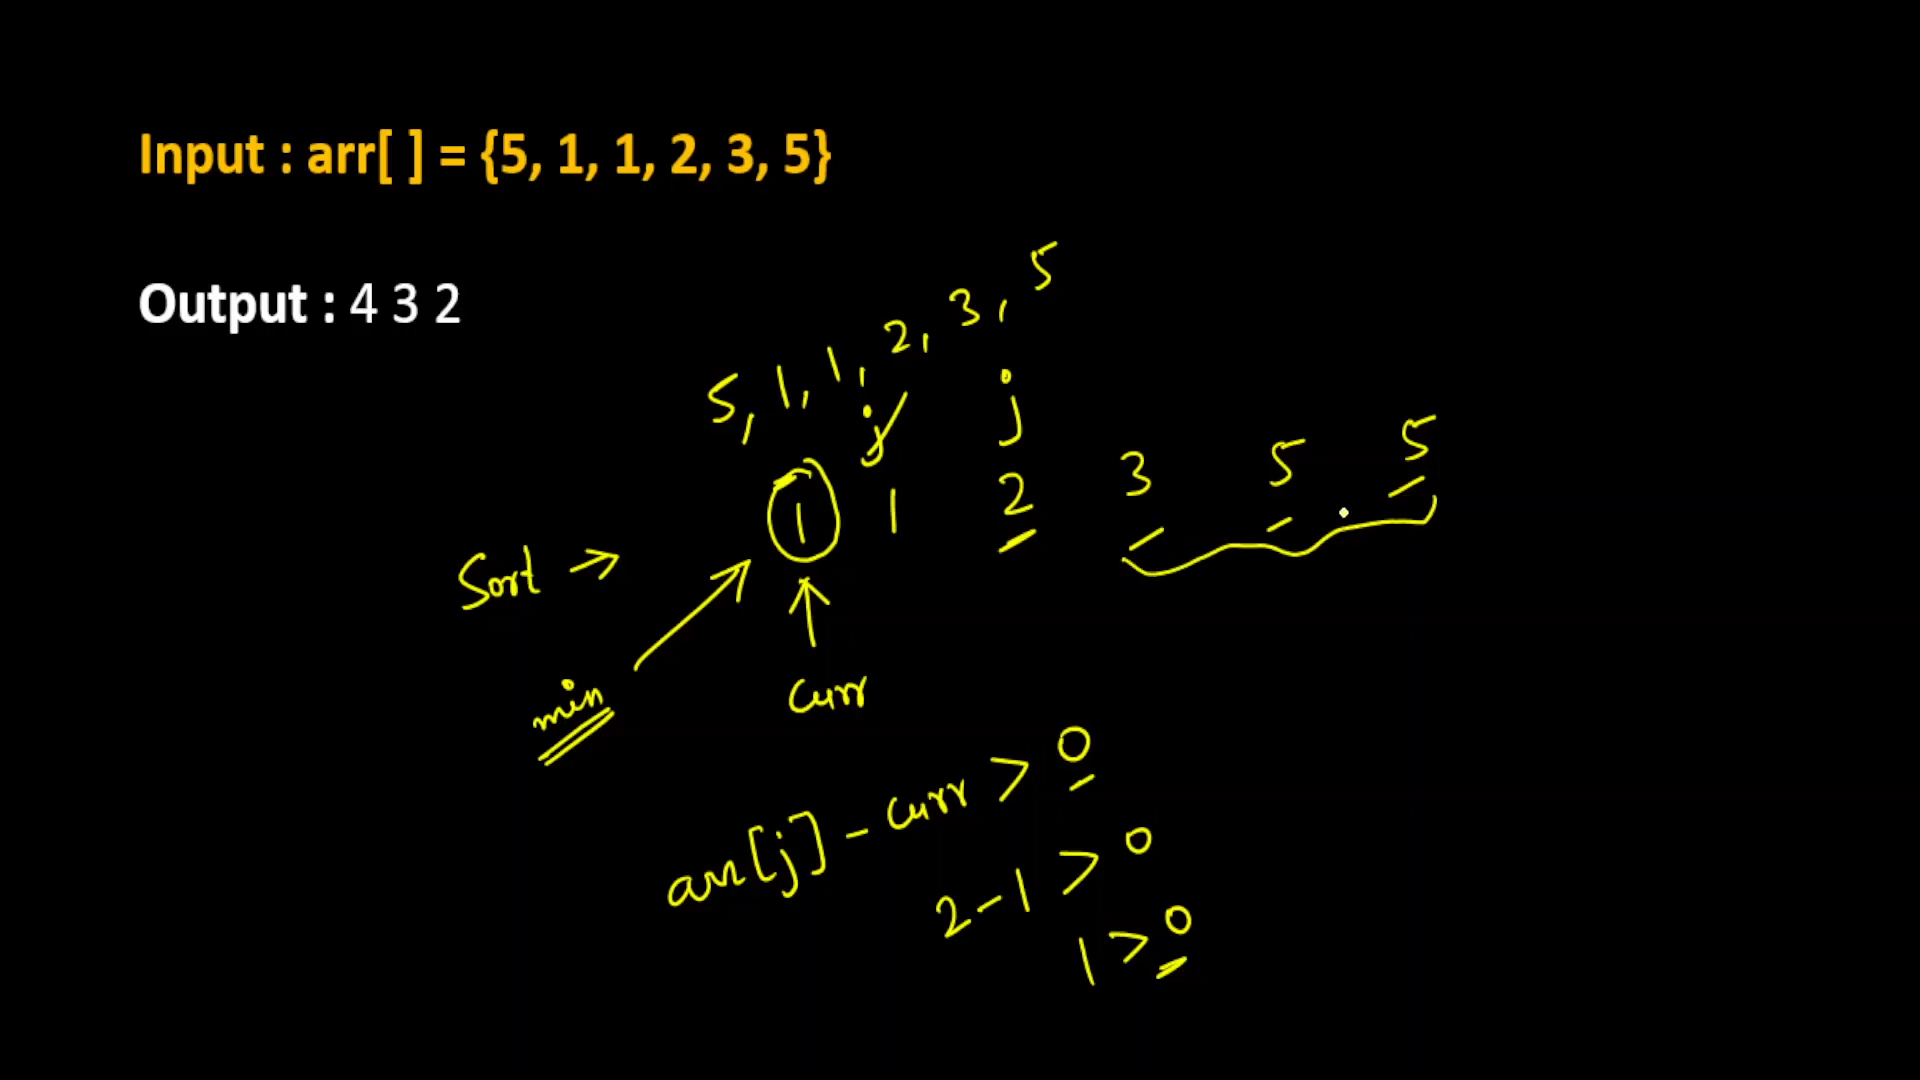 Input : arr[ ] = {5, 1, 1, 2, 3, 5}
Output : 4 3 2
5, 1, 1, 2, 3, 5
j j
1 1 2 3 5 5
Sort →
min
curr
arr[j] - curr > 0
2 - 1 > 0
1 > 0